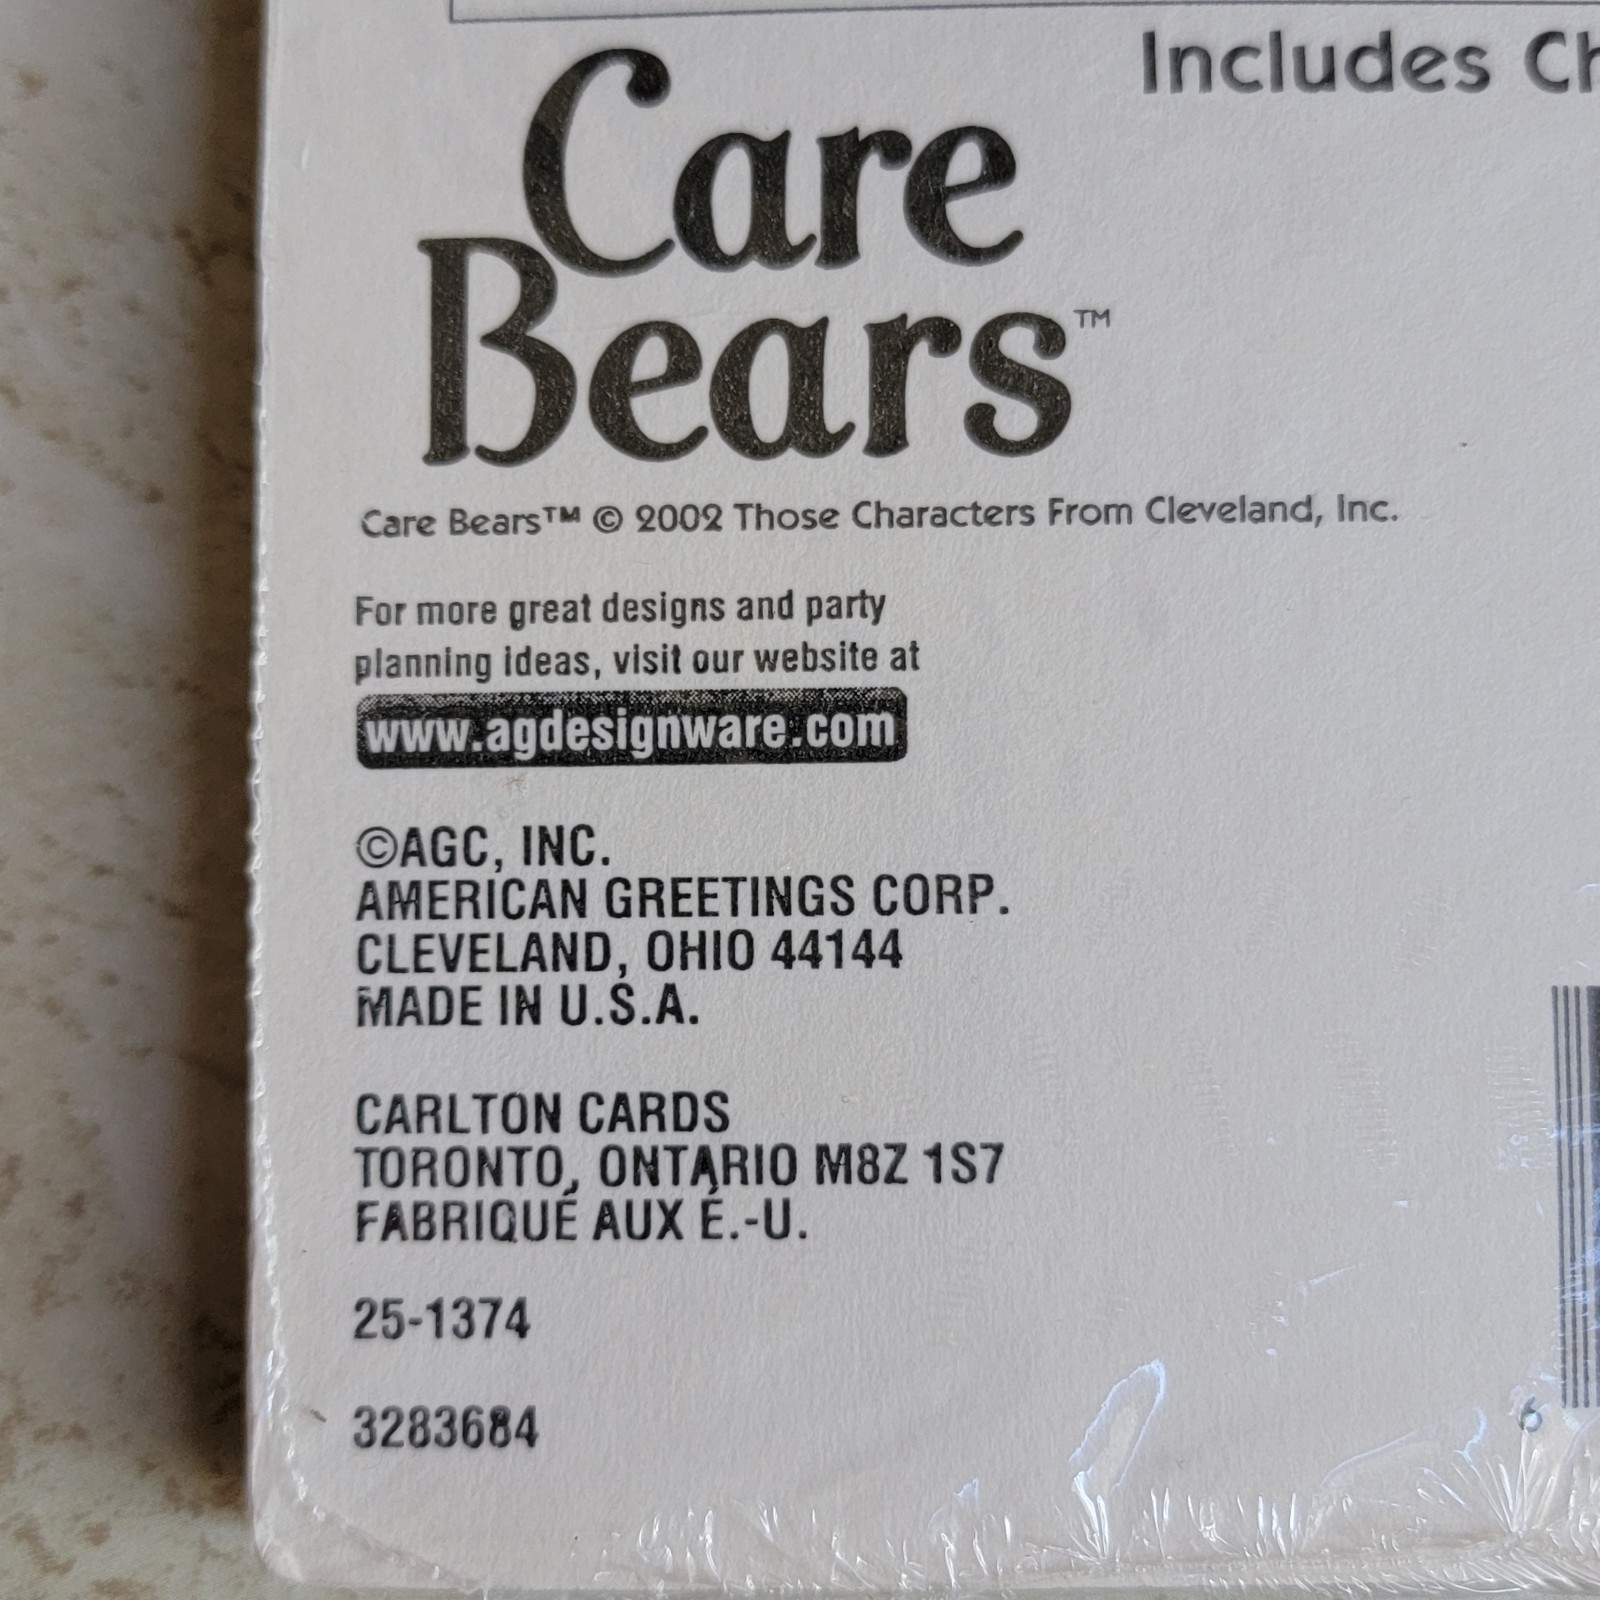 Includes Ch
Care
Bears™
Care Bears™ © 2002 Those Characters From Cleveland, Inc.
For more great designs and party
planning ideas, visit our website at
www.agdesignware.com
©AGC, INC.
AMERICAN GREETINGS CORP.
CLEVELAND, OHIO 44144
MADE IN U.S.A.
CARLTON CARDS
TORONTO, ONTARIO M8Z 1S7
FABRIQUÉ AUX É.-U.
25-1374
3283684
6